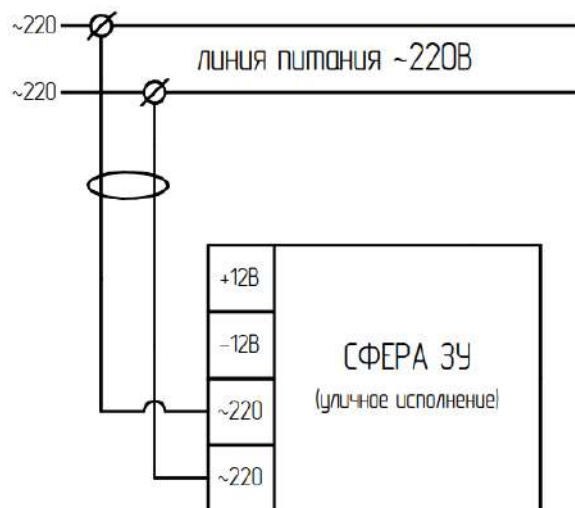 ~220
линия питания ~220В
~220
+12В
-12В
СФЕРА ЗУ
(уличное исполнение)
~220
~220